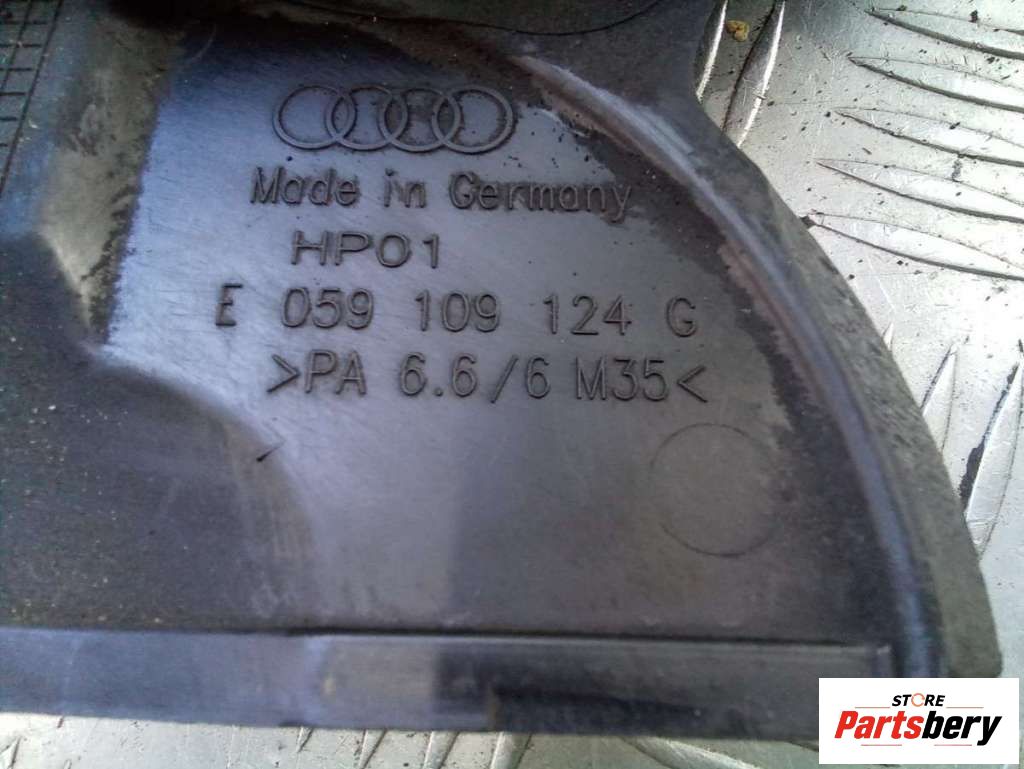 Made in Germany
HP01
E 059 109 124 G
>PA 6.6/6 M35<
STORE
Partsbery